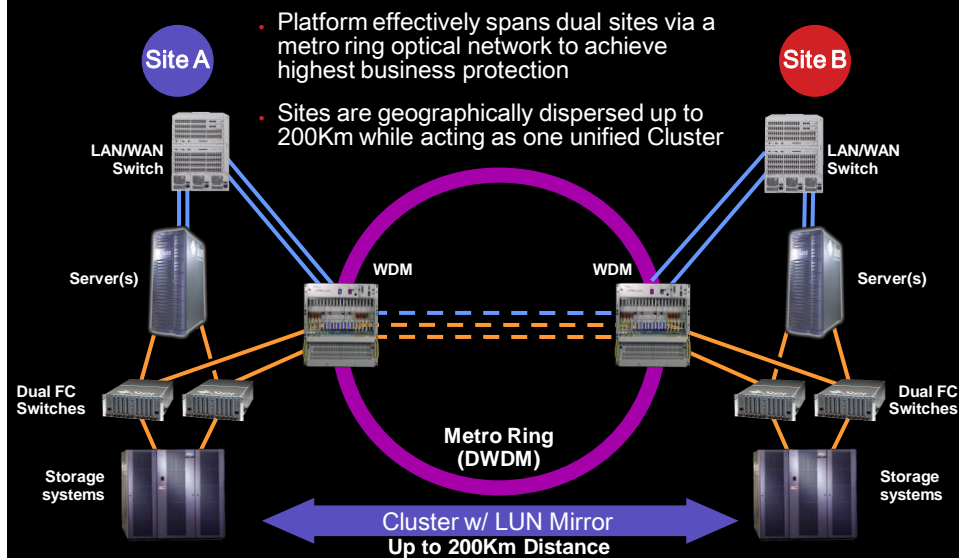 Site A
• Platform effectively spans dual sites via a
metro ring optical network to achieve
highest business protection
• Sites are geographically dispersed up to
200Km while acting as one unified Cluster
Site B
LAN/WAN
Switch
LAN/WAN
Switch
Server(s)
WDM
WDM
Server(s)
Dual FC
Switches
Dual FC
Switches
Metro Ring
(DWDM)
Storage
systems
Storage
systems
Cluster w/ LUN Mirror
Up to 200Km Distance